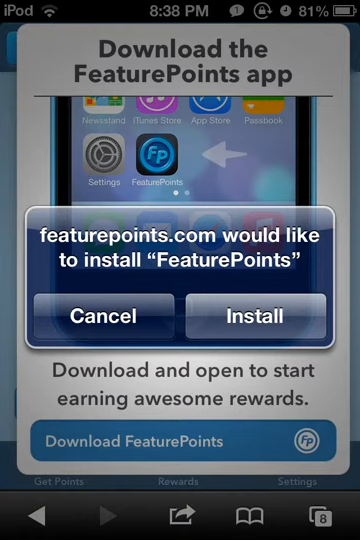 iPod 8:38 PM 81%
Download the
FeaturePoints app
Newsstand iTunes Store App Store Passbook
Settings FeaturePoints
FP
featurepoints.com would like
to install “FeaturePoints”
Cancel Install
Download and open to start
earning awesome rewards.
Download FeaturePoints FP
Get Points Rewards Settings
8